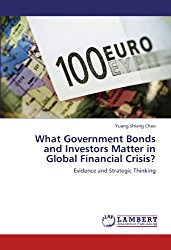 100 EURO
Yuang Shiang Chao
What Government Bonds
and Investors Matter in
Global Financial Crisis?
Evidence and Strategic Thinking
LAMBERT
Academic Publishing